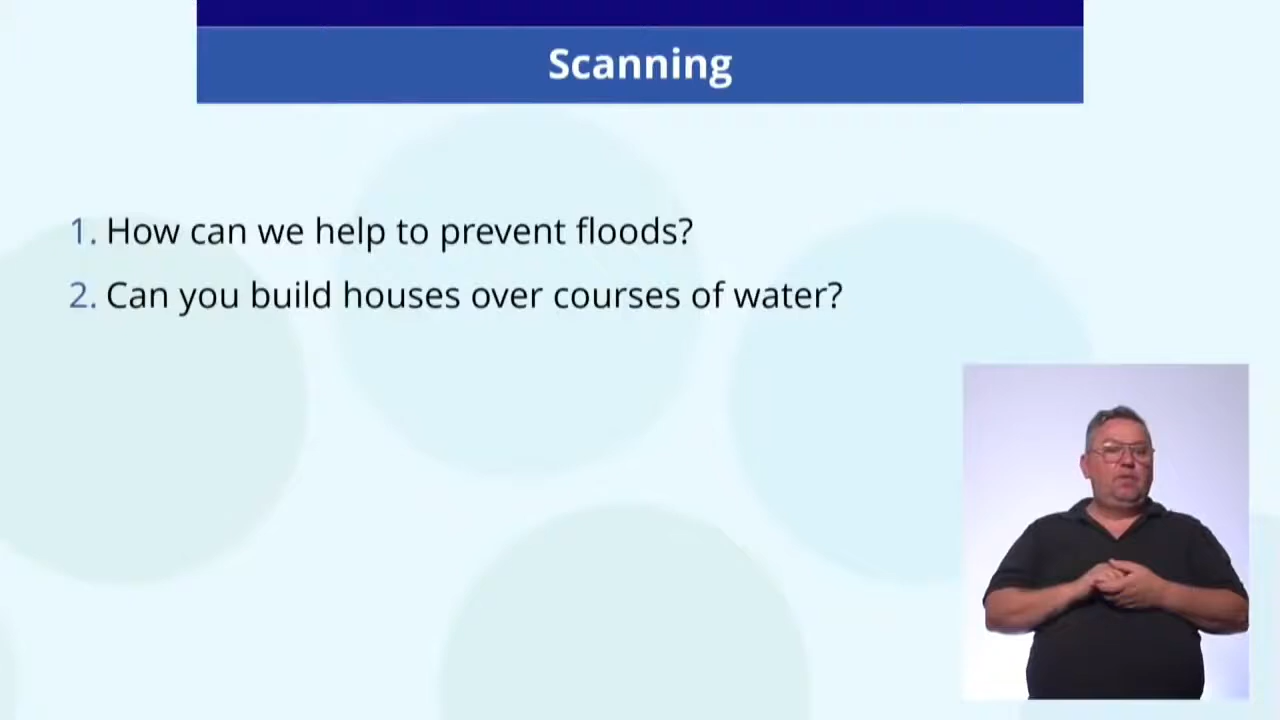 Scanning
1. How can we help to prevent floods?
2. Can you build houses over courses of water?